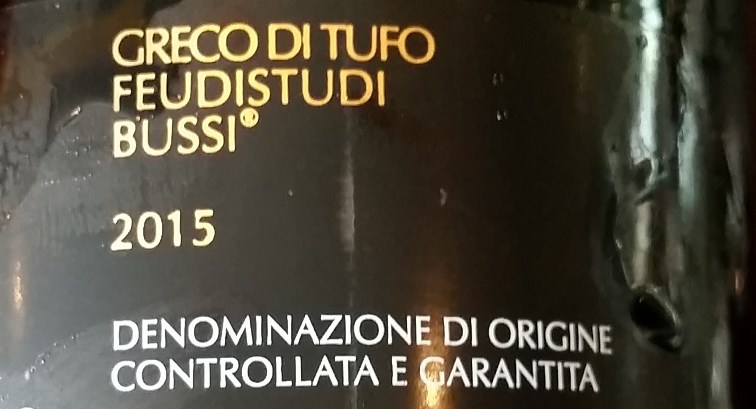 GRECO DI TUFO
FEUDISTUDI
BUSSI®
2015
DENOMINAZIONE DI ORIGINE
CONTROLLATA E GARANTITA